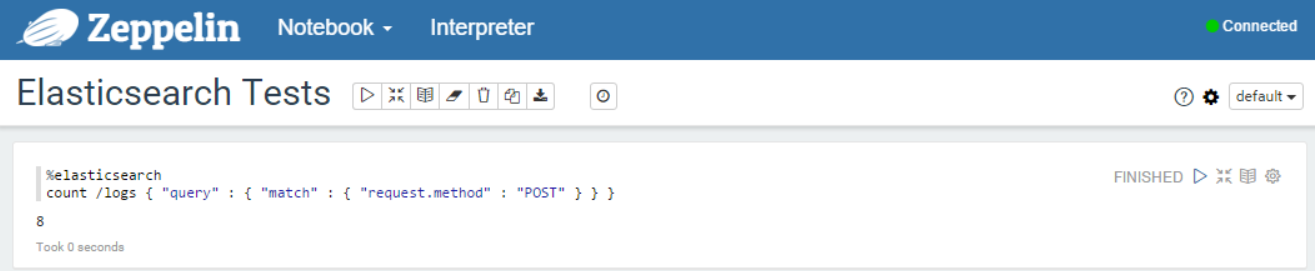 Zeppelin Notebook Interpreter Connected
Elasticsearch Tests default
%elasticsearch
FINISHED
count /logs { "query" : { "match" : { "request.method" : "POST" } } }
8
Took 0 seconds